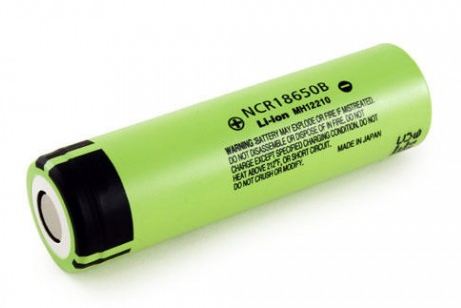 NCR18650B
Li-ion MH12210
WARNING:BATTERY MAY EXPLODE OR FIRE IF MISTREATED.
DO NOT DISASSEMBLE OR DISPOSE OF IN FIRE.
CHARGE EXCEPT SPECIFIED CHARGING CONDITION. DO NOT
HEAT ABOVE 212°F, OR SHORT CIRCUIT.
DO NOT CRUSH OR MODIFY.
MADE IN JAPAN